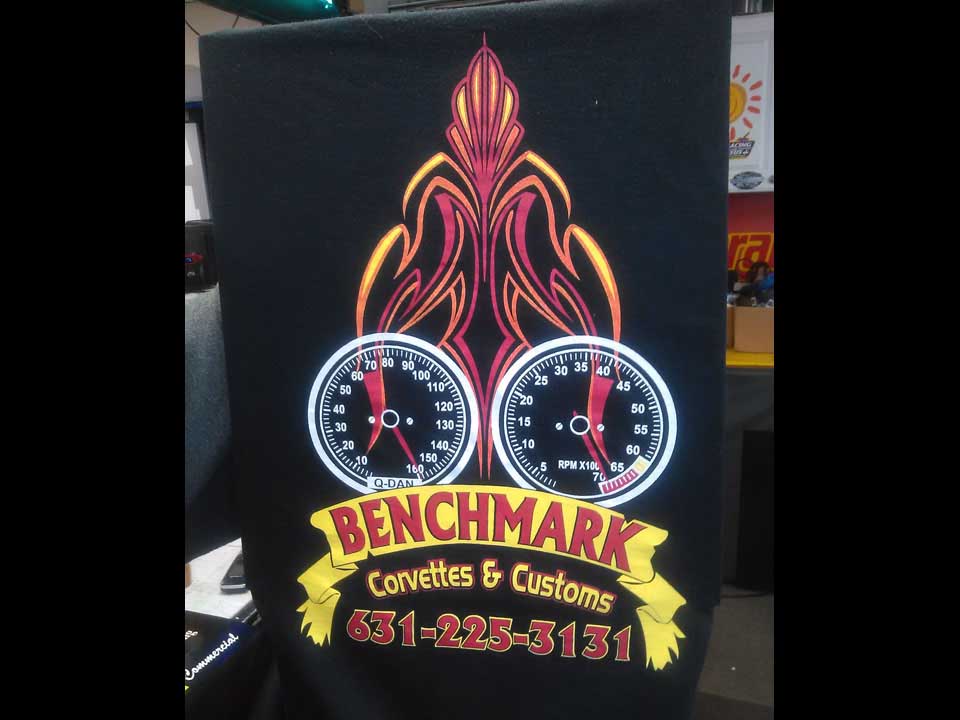 RACING
70 80 90
60 100
50 110
40 120
30 130
20 140
10 150
160
Q-DAN
30 35 40
25 45
20 50
15 55
10 60
5 RPM X100 65
70
BENCHMARK
Corvettes & Customs
631-225-3131
Commercial